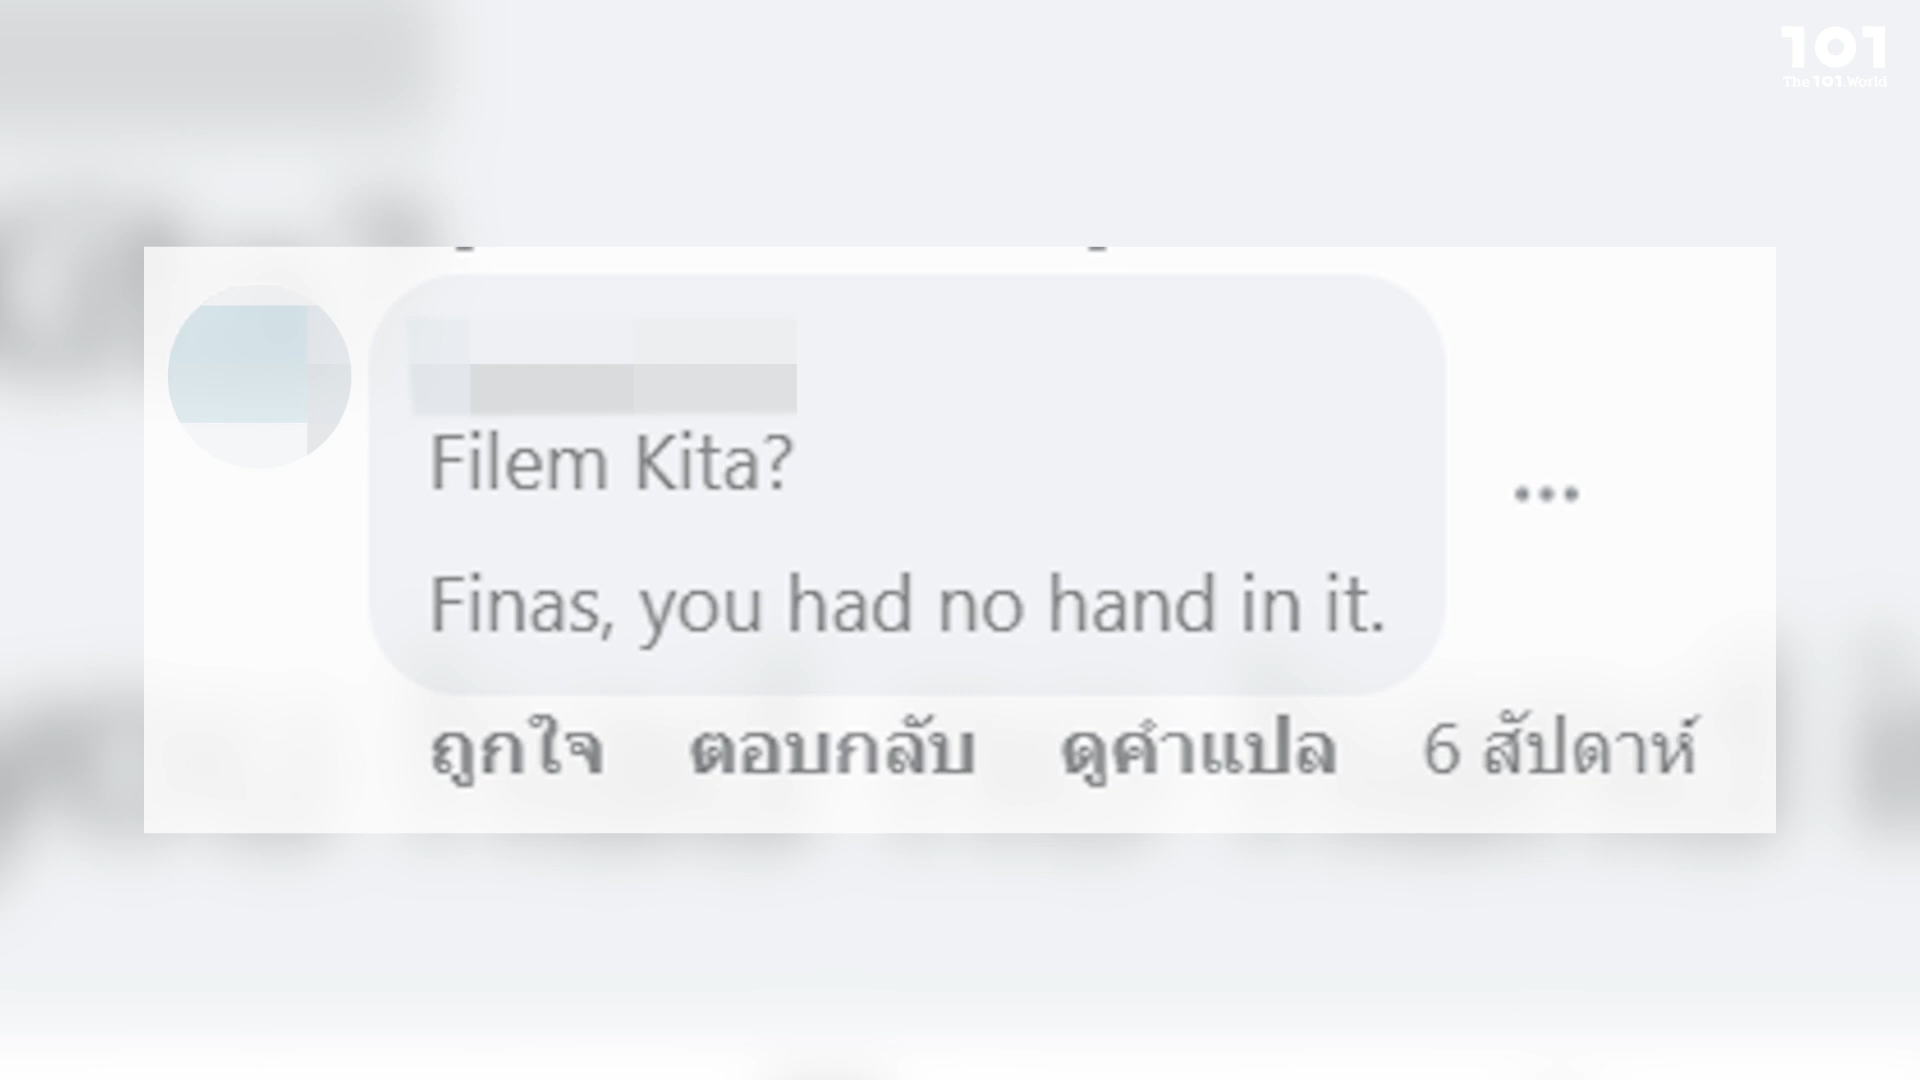 101
The 101.World
Filem Kita?
Finas, you had no hand in it.
ถูกใจ ตอบกลับ ดูคำแปล 6 สัปดาห์